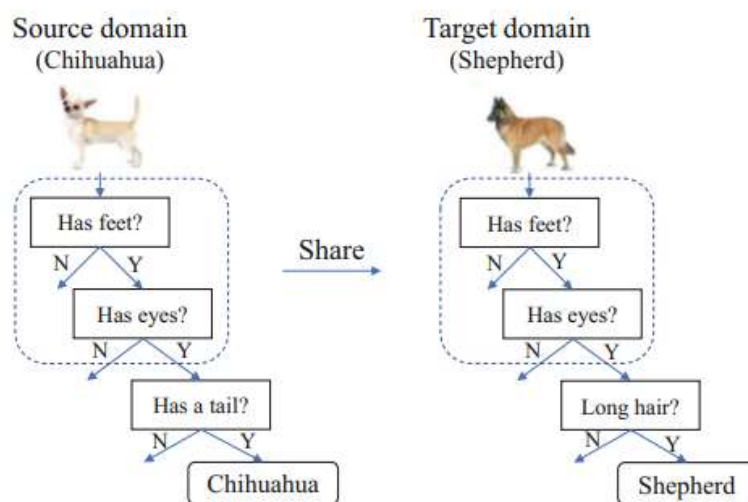 Source domain
(Chihuahua)
Has feet?
N Y
Has eyes?
N Y
Has a tail?
N Y
Chihuahua
Share
Target domain
(Shepherd)
Has feet?
N Y
Has eyes?
N Y
Long hair?
N Y
Shepherd